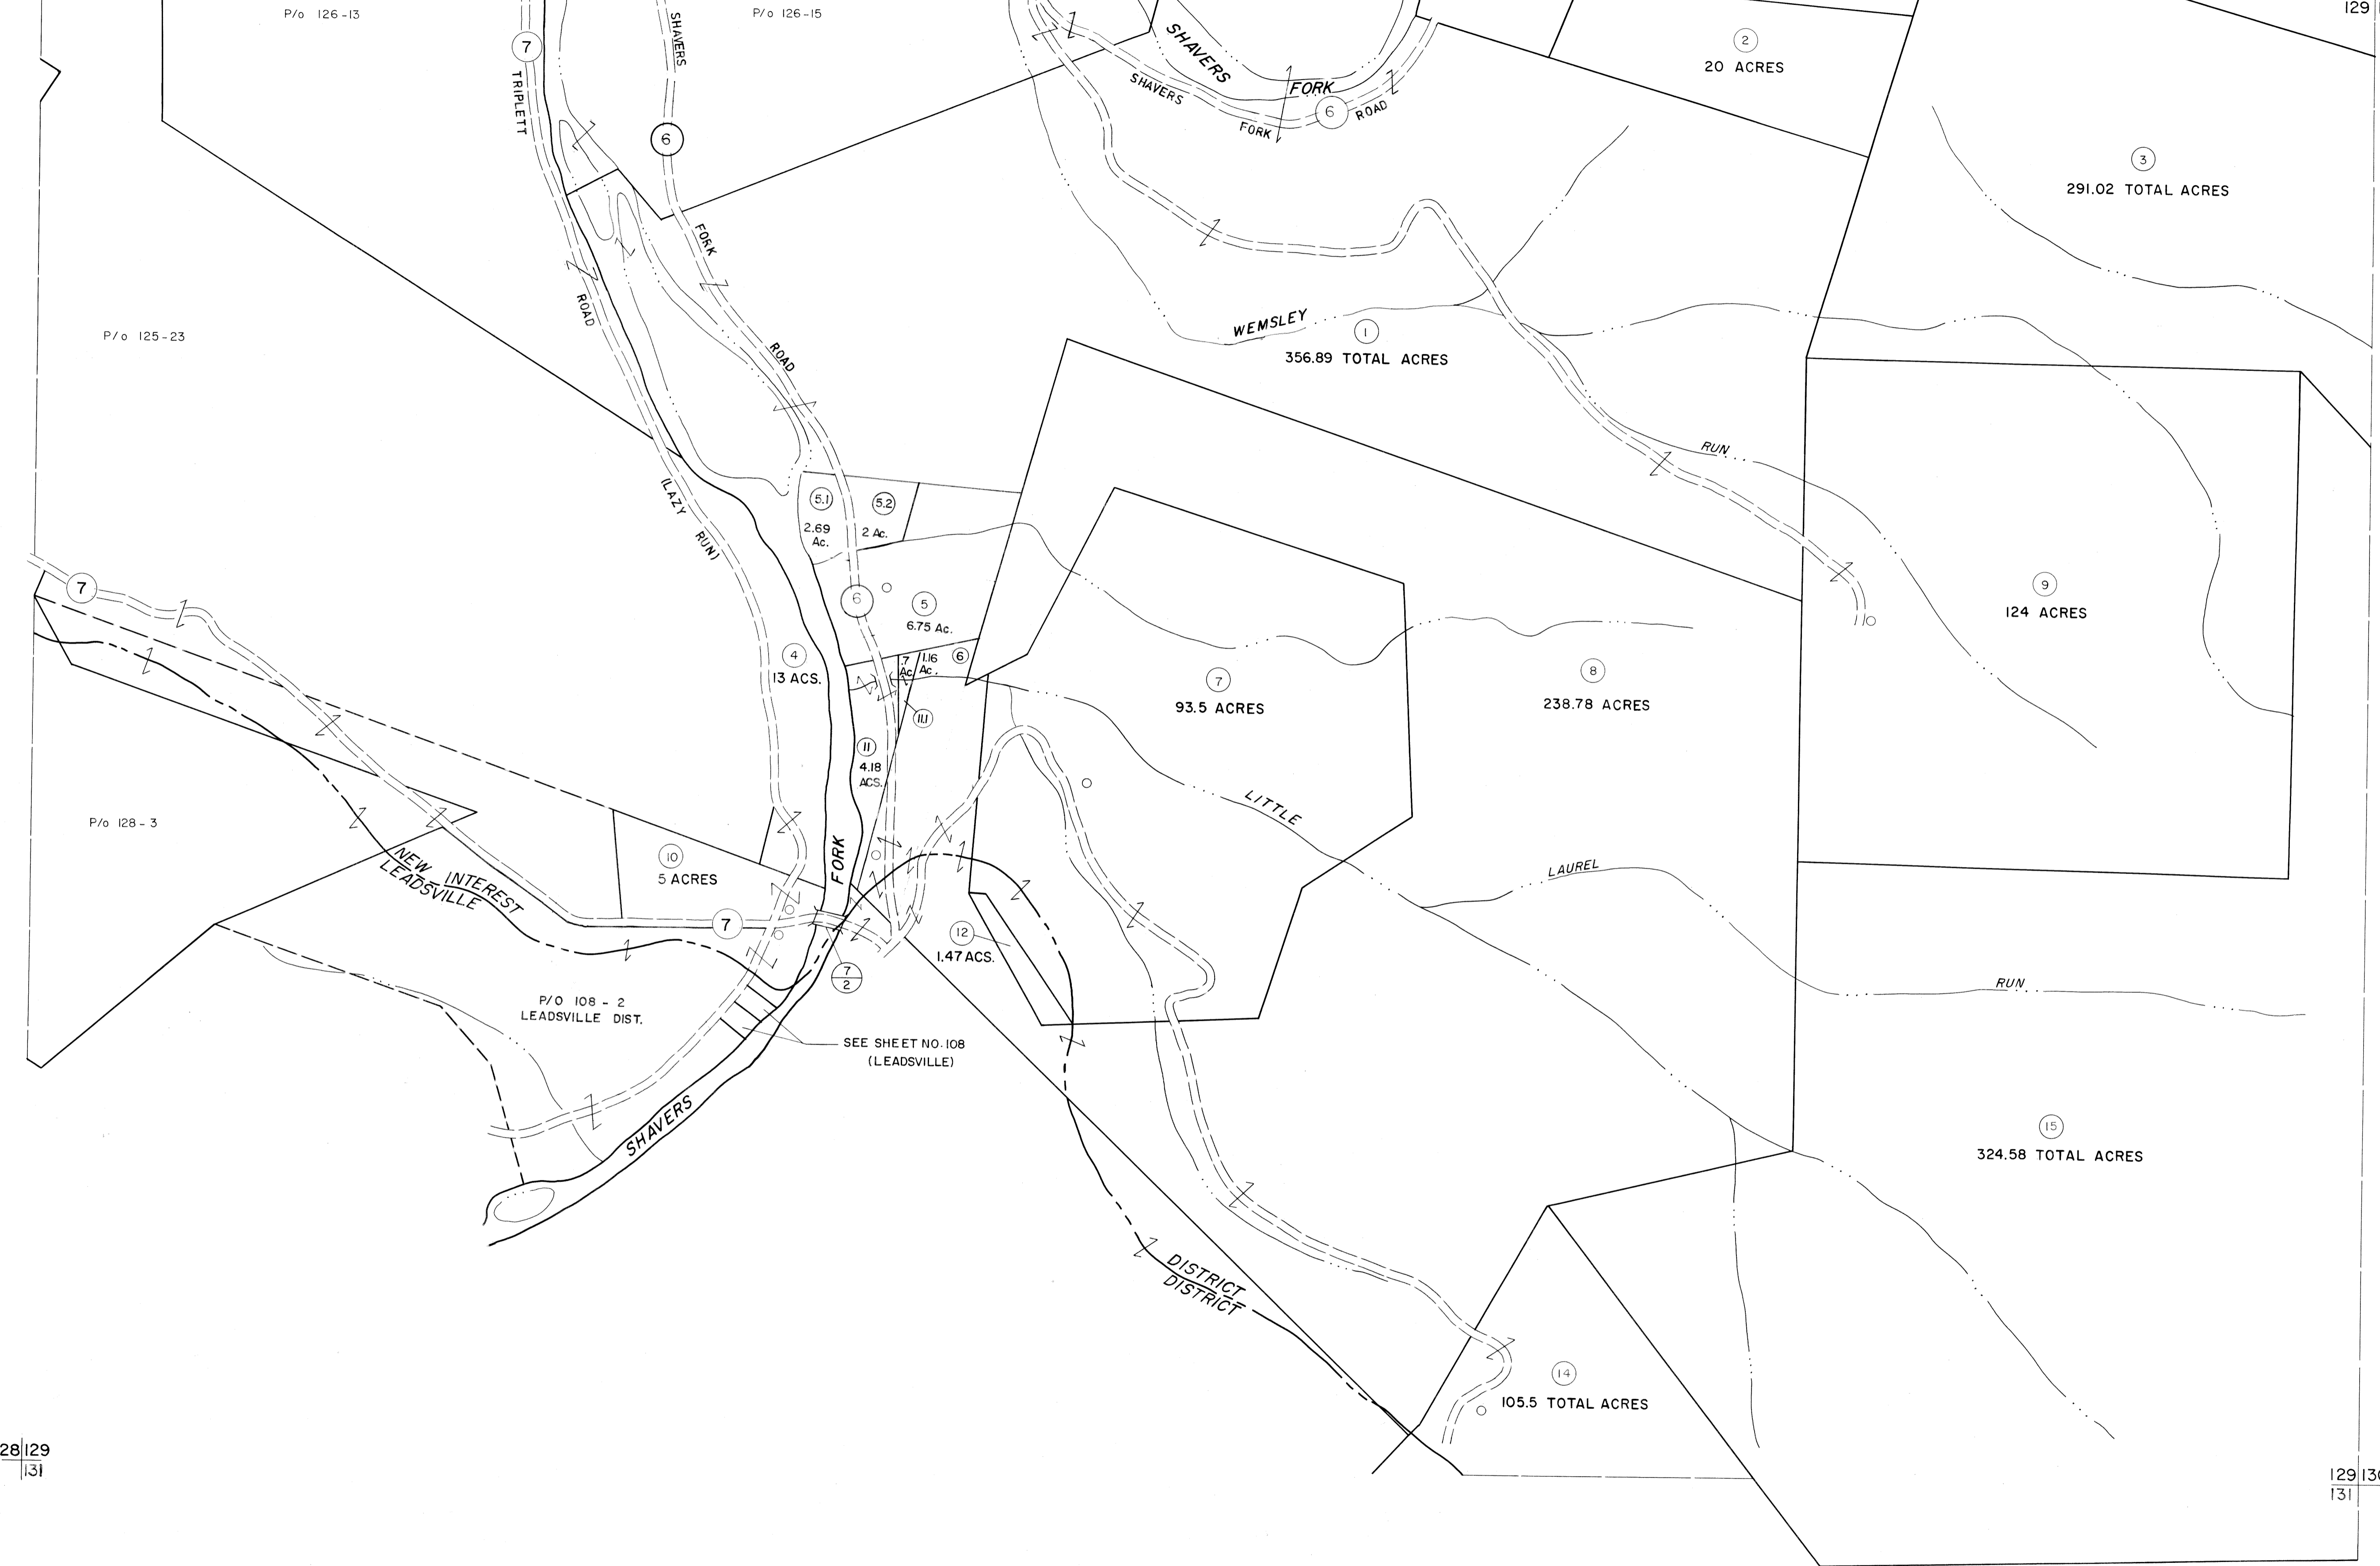 P/o 126-13
P/o 126-15
129
7
TRIPLETT
ROAD
(LAZY
RUN)
SHAVERS
6
FORK
ROAD
SHAVERS
FORK
SHAVERS
FORK
6
ROAD
2
20 ACRES
3
291.02 TOTAL ACRES
P/o 125-23
WEMSLEY
RUN
1
356.89 TOTAL ACRES
5.1
2.69
Ac.
5.2
2 Ac.
7
6
5
6.75 Ac.
9
124 ACRES
4
13 ACS.
.7
Ac.
1.16
Ac.
6
11.1
11
4.18
ACS.
7
93.5 ACRES
8
238.78 ACRES
P/o 128-3
LITTLE
LAUREL
RUN
FORK
10
5 ACRES
NEW INTEREST
LEADSVILLE
7
12
1.47 ACS.
7
2
P/O 108-2
LEADSVILLE DIST.
SEE SHEET NO. 108
(LEADSVILLE)
SHAVERS
15
324.58 TOTAL ACRES
DISTRICT
DISTRICT
14
105.5 TOTAL ACRES
28 129
131
129 130
131